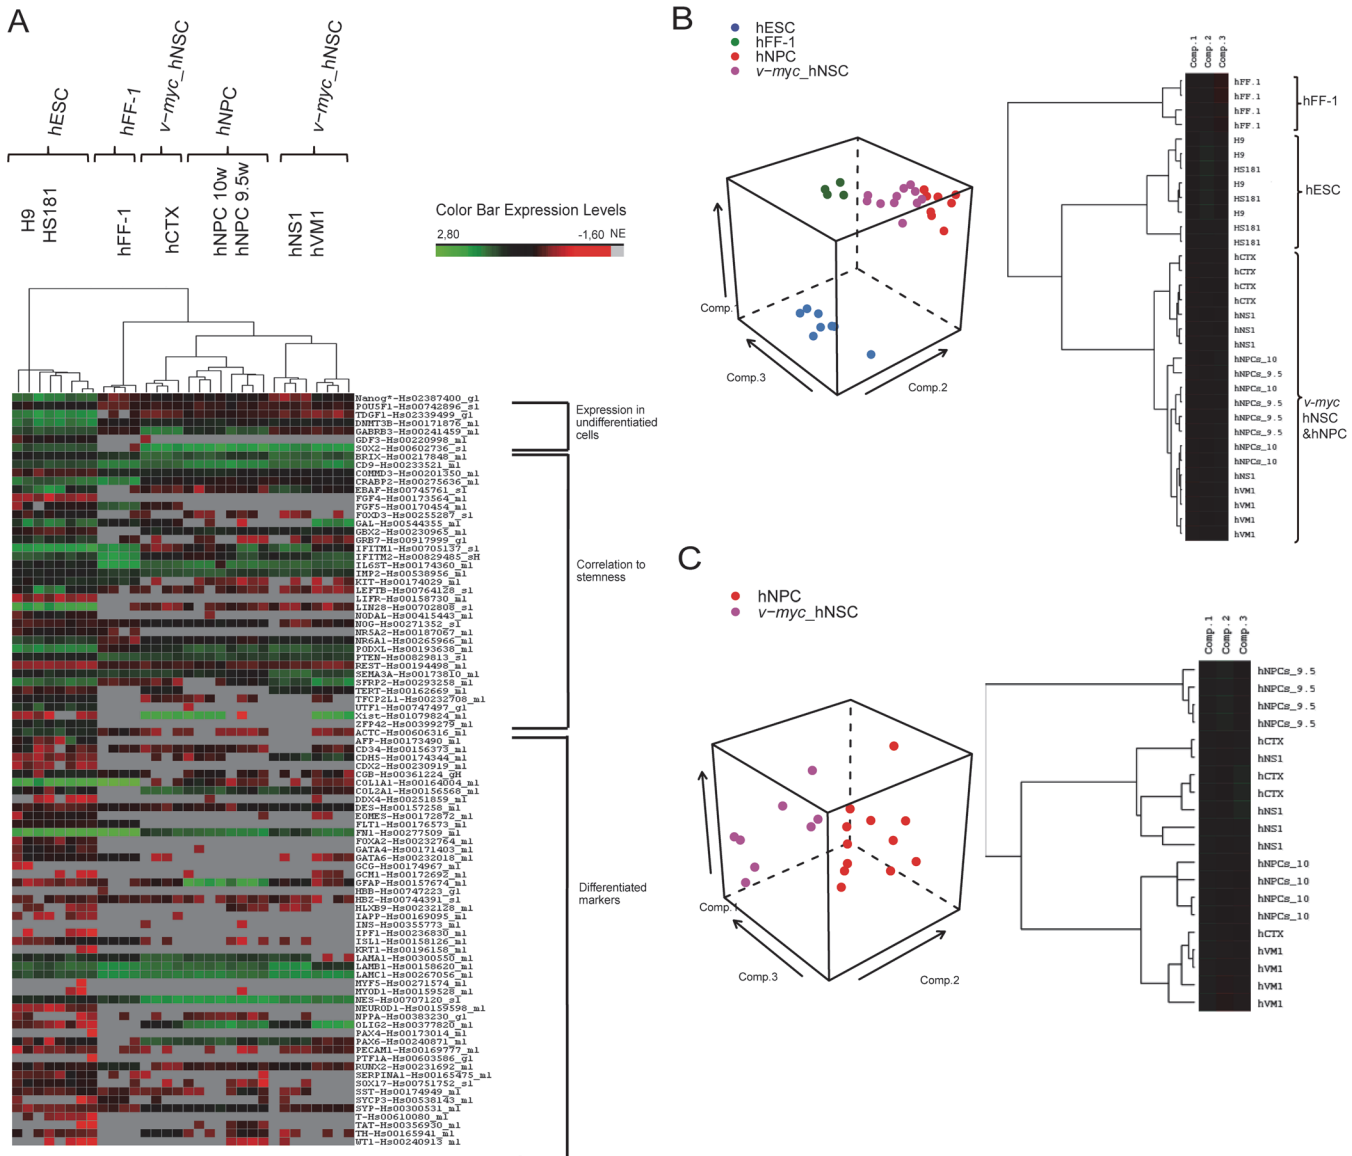 A
hESC
hFF-1
v-myc_hNSC
hNPC
v-myc_hNSC
H9
HS181
hFF-1
hCTX
hNPC 10w
hNPC 9.5w
hNS1
hVM1
Color Bar Expression Levels
2,80
-1,60
NE
Nanog*-Hs02387400_g1
POU5F1-Hs00742896_s1
TDGF1-Hs02339499_g1
DNMT3B-Hs00171876_m1
GABRB3-Hs00241459_m1
GDF3-Hs00220998_m1
SOX2-Hs00602736_s1
BRIX-Hs00217848_m1
CD9-Hs00233521_m1
COMMD3-Hs00201350_m1
CRABP2-Hs00275636_m1
EBAF-Hs00745761_s1
FGF4-Hs00173564_m1
FGF5-Hs00170454_m1
FOXD3-Hs00255287_s1
GAL-Hs00544355_m1
GBX2-Hs00230965_m1
GRB7-Hs00917999_g1
IFITM1-Hs00705137_s1
IFITM2-Hs00829485_sH
IL6ST-Hs00174360_m1
IMP2-Hs00538956_m1
KIT-Hs00174029_m1
LEFTB-Hs00764128_s1
LIFR-Hs00158730_m1
LIN28-Hs00702808_s1
NODAL-Hs00415443_m1
NOG-Hs00271352_s1
NR5A2-Hs00187067_m1
NR6A1-Hs00265966_m1
PODXL-Hs00193638_m1
PTEN-Hs00829813_s1
REST-Hs00194498_m1
SEMA3A-Hs00173810_m1
SFRP2-Hs00293258_m1
TERT-Hs00162669_m1
TFCP2L1-Hs00232708_m1
UTF1-Hs00747497_g1
Xist-Hs01079824_m1
ZFP42-Hs00399279_m1
ACTC-Hs00606316_m1
AFP-Hs00173490_m1
CD34-Hs00156373_m1
CDH5-Hs00174344_m1
CDX2-Hs00230919_m1
CGB-Hs00361224_gH
COL1A1-Hs00164004_m1
COL2A1-Hs00156568_m1
DDX4-Hs00251859_m1
DES-Hs00157258_m1
EOMES-Hs00172872_m1
FLT1-Hs00176573_m1
FN1-Hs00277509_m1
FOXA2-Hs00232764_m1
GATA4-Hs00171403_m1
GATA6-Hs00232018_m1
GCG-Hs00174967_m1
GCM1-Hs00172692_m1
GFAP-Hs00157674_m1
HBB-Hs00747223_g1
HBZ-Hs00744391_s1
HLXB9-Hs00232128_m1
IAPP-Hs00169095_m1
INS-Hs00355773_m1
IPF1-Hs00236830_m1
ISL1-Hs00158126_m1
KRT1-Hs00196158_m1
LAMA1-Hs00300550_m1
LAMB1-Hs00158620_m1
LAMC1-Hs00267056_m1
MYF5-Hs00271574_m1
MYOD1-Hs00159528_m1
NES-Hs00707120_s1
NEUROD1-Hs00159598_m1
NPPA-Hs00383230_g1
OLIG2-Hs00377820_m1
PAX4-Hs00173014_m1
PAX6-Hs00240871_m1
PECAM1-Hs00169777_m1
PTF1A-Hs00603586_g1
RUNX2-Hs00231692_m1
SERPINA1-Hs00165475_m1
SOX17-Hs00751752_s1
SST-Hs00174949_m1
SYCP3-Hs00538143_m1
SYP-Hs00300531_m1
T-Hs00610080_m1
TAT-Hs00356930_m1
TH-Hs00165941_m1
WT1-Hs00240913_m1
Expression in
undifferentiated
cells
Correlation to
stemness
Differentiated
markers
B
hESC
hFF-1
hNPC
v-myc_hNSC
Comp.1
Comp.3
Comp.2
Comp.1
Comp.2
Comp.3
hFF.1
hFF.1
hFF.1
hFF.1
H9
H9
HS181
H9
HS181
H9
HS181
HS181
hCTX
hCTX
hCTX
hCTX
hNS1
hNS1
hNS1
hNPCs_10
hNPCs_9.5
hNPCs_10
hNPCs_9.5
hNPCs_9.5
hNPCs_9.5
hNPCs_10
hNPCs_10
hNS1
hVM1
hVM1
hVM1
hVM1
hFF-1
hESC
v-myc
hNSC
&hNPC
C
hNPC
v-myc_hNSC
Comp.1
Comp.3
Comp.2
Comp.1
Comp.2
Comp.3
hNPCs_9.5
hNPCs_9.5
hNPCs_9.5
hNPCs_9.5
hCTX
hNS1
hCTX
hCTX
hNS1
hNS1
hNS1
hNPCs_10
hNPCs_10
hNPCs_10
hNPCs_10
hCTX
hVM1
hVM1
hVM1
hVM1